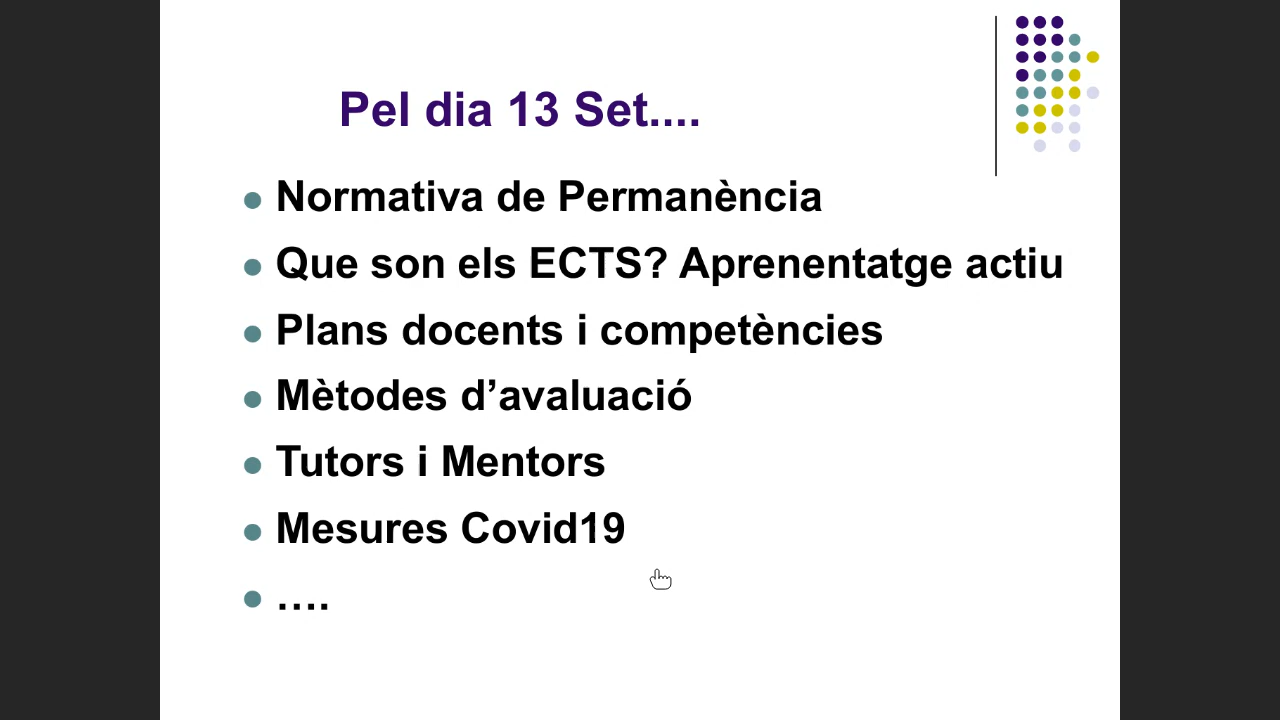 Pel dia 13 Set....
Normativa de Permanència
Que son els ECTS? Aprenentatge actiu
Plans docents i competències
Mètodes d’avaluació
Tutors i Mentors
Mesures Covid19
….